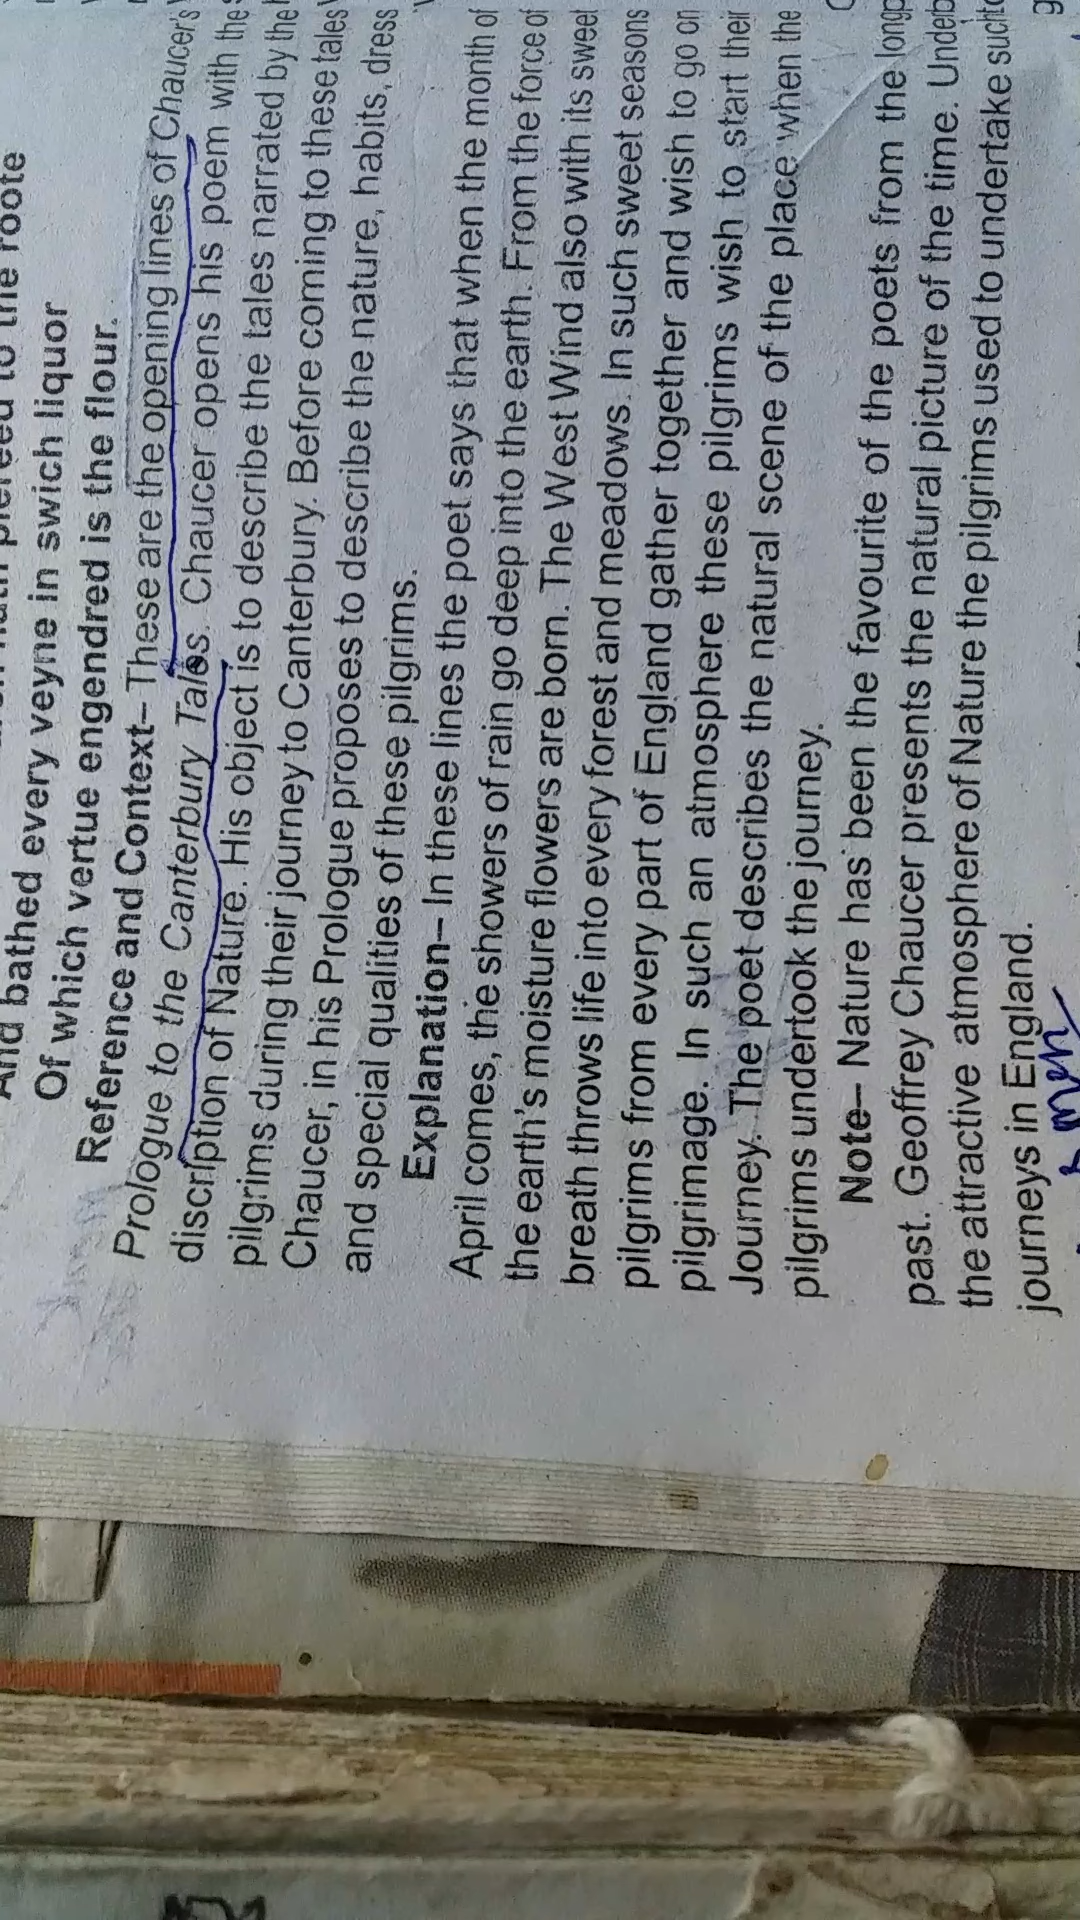 And bathed every veyne in swich liquor
Of which vertue engendred is the flour.
Reference and Context– These are the opening lines of Chaucer's
Prologue to the Canterbury Tales. Chaucer opens his poem with the
discription of Nature. His object is to describe the tales narrated by the
pilgrims during their journey to Canterbury. Before coming to these tales
Chaucer, in his Prologue proposes to describe the nature, habits, dress
and special qualities of these pilgrims.
Explanation– In these lines the poet says that when the month of
April comes, the showers of rain go deep into the earth. From the force of
the earth's moisture flowers are born. The West Wind also with its sweet
breath throws life into every forest and meadows. In such sweet seasons
pilgrims from every part of England gather together and wish to go on
pilgrimage. In such an atmosphere these pilgrims wish to start their
Journey. The poet describes the natural scene of the place when the
pilgrims undertook the journey.
Note– Nature has been the favourite of the poets from the long
past. Geoffrey Chaucer presents the natural picture of the time. Under
the attractive atmosphere of Nature the pilgrims used to undertake such
journeys in England.